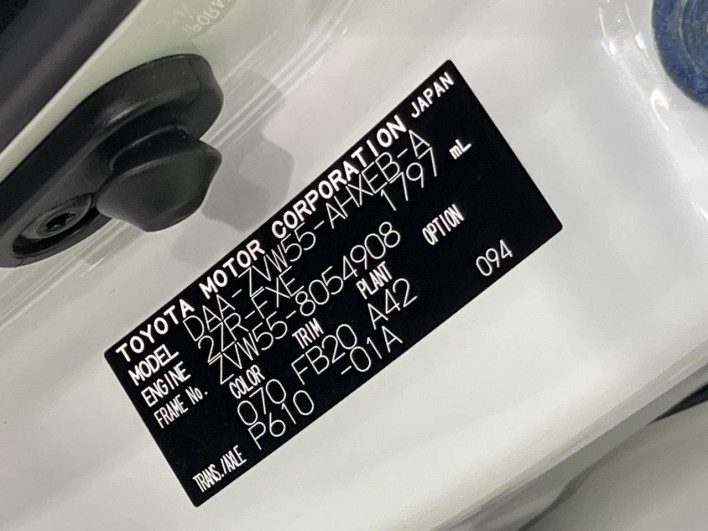 TOYOTA MOTOR CORPORATION JAPAN
MODEL DAA-ZVW55-AHXEB-A
ENGINE 2ZR-FXE 1797 mL
FRAME No. ZVW55-8054908
COLOR TRIM PLANT OPTION
070 FB20 A42 094
TRANS./AXLE P610 -01A